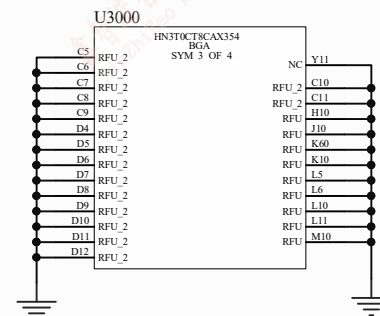 U3000
HN3T0CT8CAX354
BGA
SYM 3 OF 4
C5 RFU_2
C6 RFU_2
C7 RFU_2
C8 RFU_2
C9 RFU_2
D4 RFU_2
D5 RFU_2
D6 RFU_2
D7 RFU_2
D8 RFU_2
D9 RFU_2
D10 RFU_2
D11 RFU_2
D12 RFU_2
NC Y11
RFU_2 C10
RFU_2 C11
RFU H10
RFU J10
RFU K60
RFU K10
RFU L5
RFU L6
RFU L10
RFU L11
RFU M10